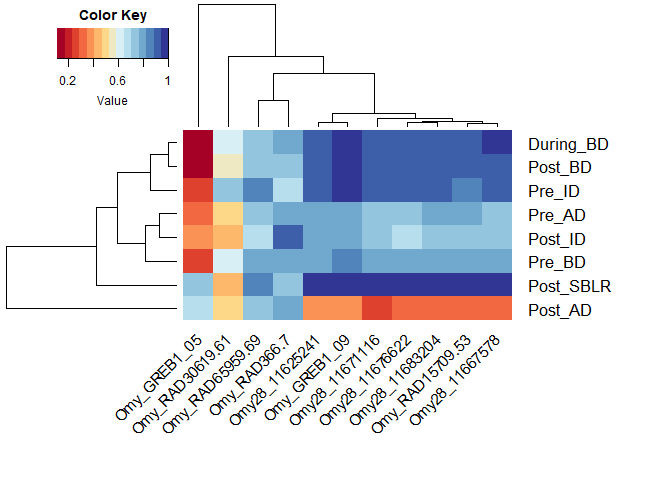 Color Key
0.2 0.6 1
Value
During_BD
Post_BD
Pre_ID
Pre_AD
Post_ID
Pre_BD
Post_SBLR
Post_AD
Omy_GREB1_05
Omy_RAD30619.61
Omy_RAD65959.69
Omy_RAD366.7
Omy28_11625241
Omy_GREB1_09
Omy28_11671116
Omy28_11676622
Omy28_11683204
Omy_RAD15709.53
Omy28_11667578